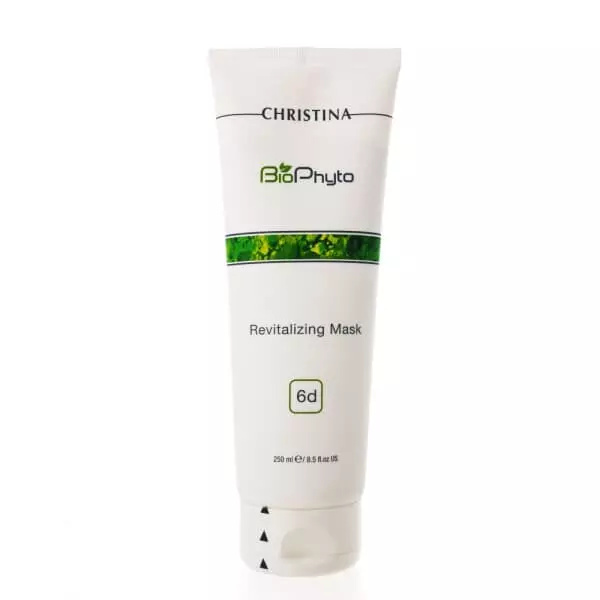 CHRISTINA
BioPhyto
Revitalizing Mask
6d
250 ml ℮/ 8.5 fl.oz US.